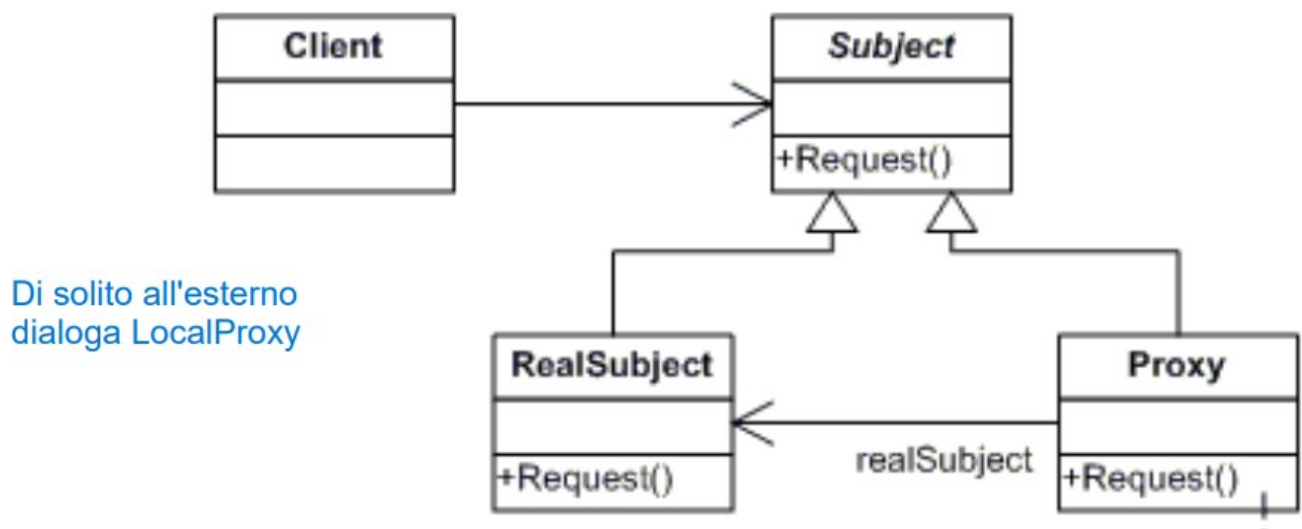 Client
Subject
+Request()
Di solito all'esterno
dialoga LocalProxy
RealSubject
Proxy
realSubject
+Request()
+Request()